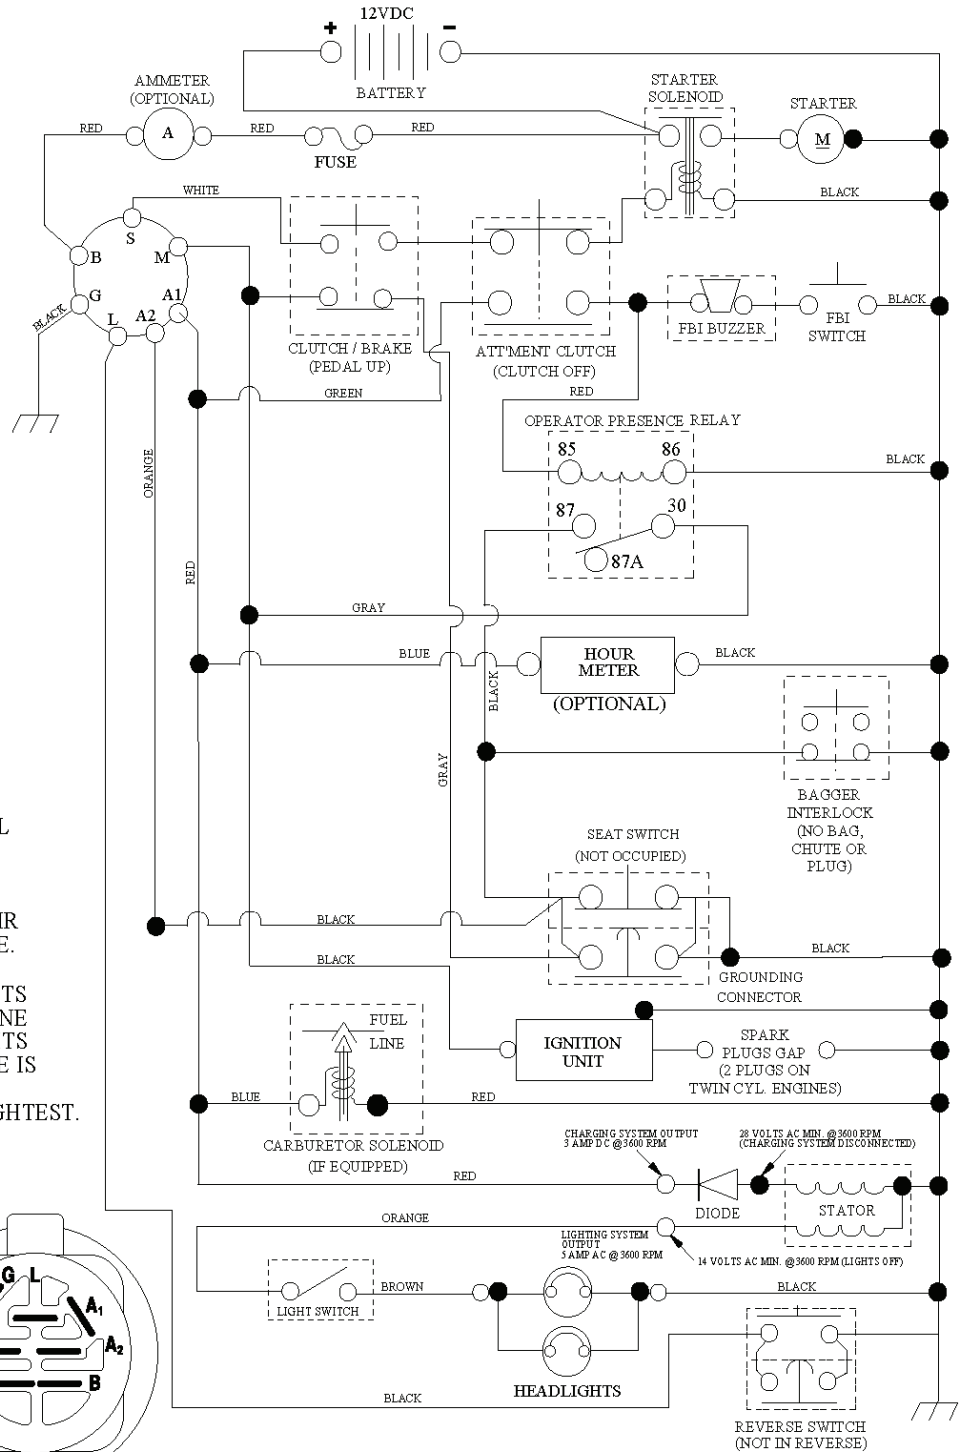 12VDC
+
−
BATTERY
AMMETER
(OPTIONAL)
A
RED
RED
FUSE
RED
STARTER
SOLENOID
STARTER
M
BLACK
WHITE
S
B
M
G
A1
A2
L
BLACK
CLUTCH / BRAKE
(PEDAL UP)
ATT'MENT CLUTCH
(CLUTCH OFF)
FBI BUZZER
FBI
SWITCH
BLACK
GREEN
RED
OPERATOR PRESENCE RELAY
85
86
BLACK
87
30
87A
ORANGE
RED
GRAY
BLUE
HOUR
METER
(OPTIONAL)
BLACK
BLACK
GRAY
BAGGER
INTERLOCK
(NO BAG,
CHUTE OR
PLUG)
SEAT SWITCH
(NOT OCCUPIED)
BLACK
BLACK
BLACK
GROUNDING
CONNECTOR
L
IR
E.
TS
NE
TS
E IS
GHTEST.
FUEL
LINE
IGNITION
UNIT
SPARK
PLUGS GAP
(2 PLUGS ON
TWIN CYL. ENGINES)
BLUE
RED
CARBURETOR SOLENOID
(IF EQUIPPED)
CHARGING SYSTEM OUTPUT
3 AMP DC @3600 RPM
28 VOLTS AC MIN. @3600 RPM
(CHARGING SYSTEM DISCONNECTED)
RED
DIODE
STATOR
ORANGE
LIGHTING SYSTEM
OUTPUT
5 AMP AC @3600 RPM
14 VOLTS AC MIN. @3600 RPM (LIGHTS OFF)
LIGHT SWITCH
BROWN
BLACK
HEADLIGHTS
BLACK
REVERSE SWITCH
(NOT IN REVERSE)
G
L
A1
A2
B